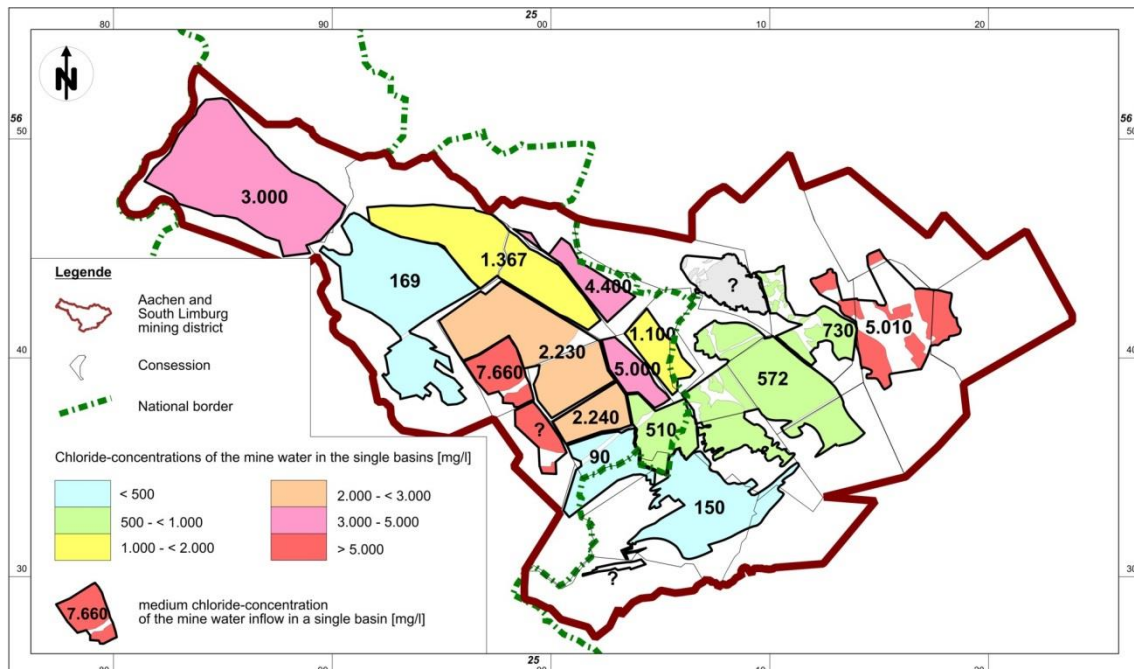 80
90
25
00
10
20
N
56
50
56
50
3.000
1.367
169
4.400
?
730
5.010
1.100
2.230
7.660
5.000
572
2.240
?
510
90
150
?
40
40
30
30
Legende
Aachen and
South Limburg
mining district
Consession
National border
Chloride-concentrations of the mine water in the single basins [mg/l]
< 500
500 - < 1.000
1.000 - < 2.000
2.000 - < 3.000
3.000 - 5.000
> 5.000
7.660
medium chloride-concentration
of the mine water inflow in a single basin [mg/l]
25
00
10
20